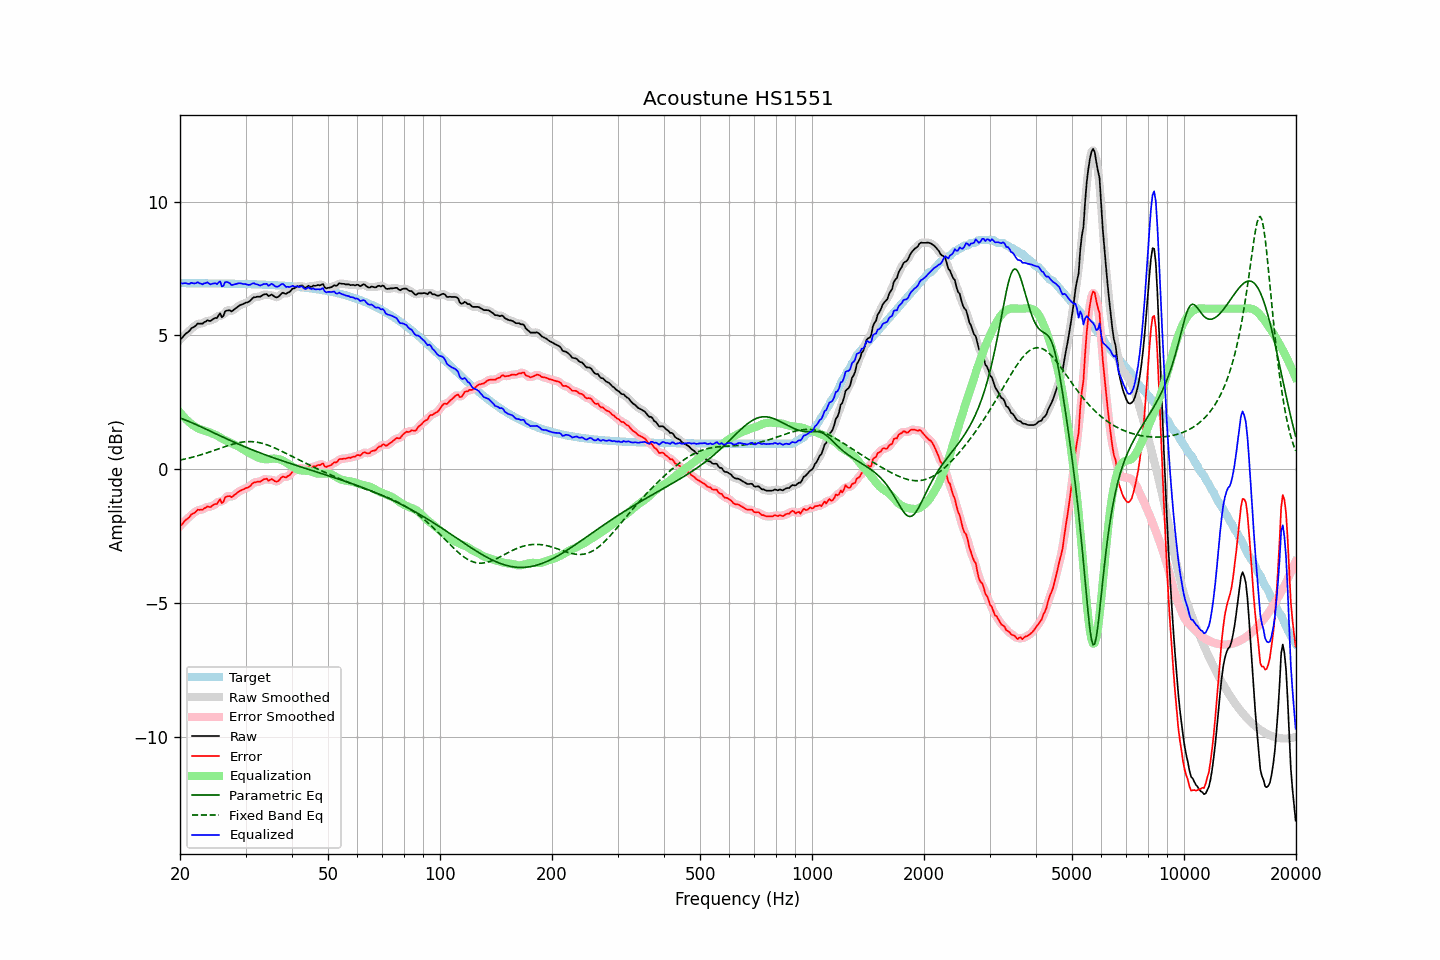 Acoustune HS1551
Amplitude (dBr)
10
5
0
−5
−10
Target
Raw Smoothed
Error Smoothed
Raw
Error
Equalization
Parametric Eq
Fixed Band Eq
Equalized
20 50 100 200 500 1000 2000 5000 10000 20000
Frequency (Hz)